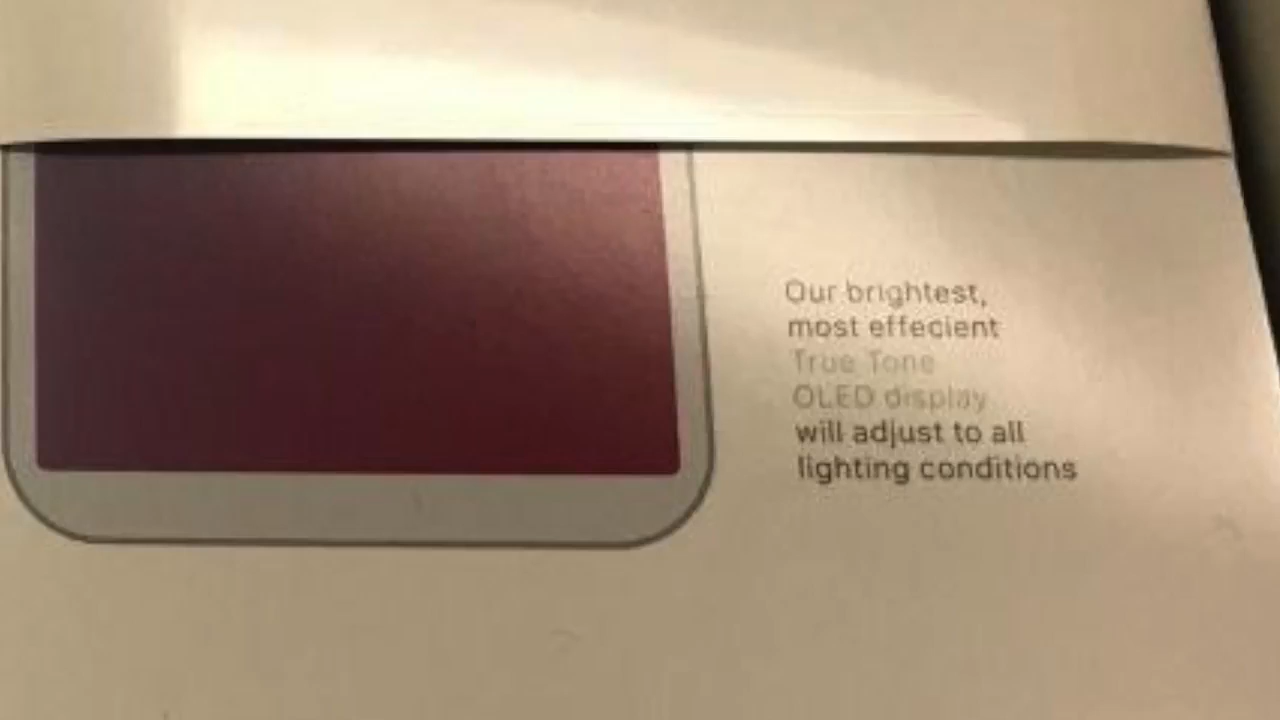 Our brightest,
most effecient
True Tone
OLED display
will adjust to all
lighting conditions